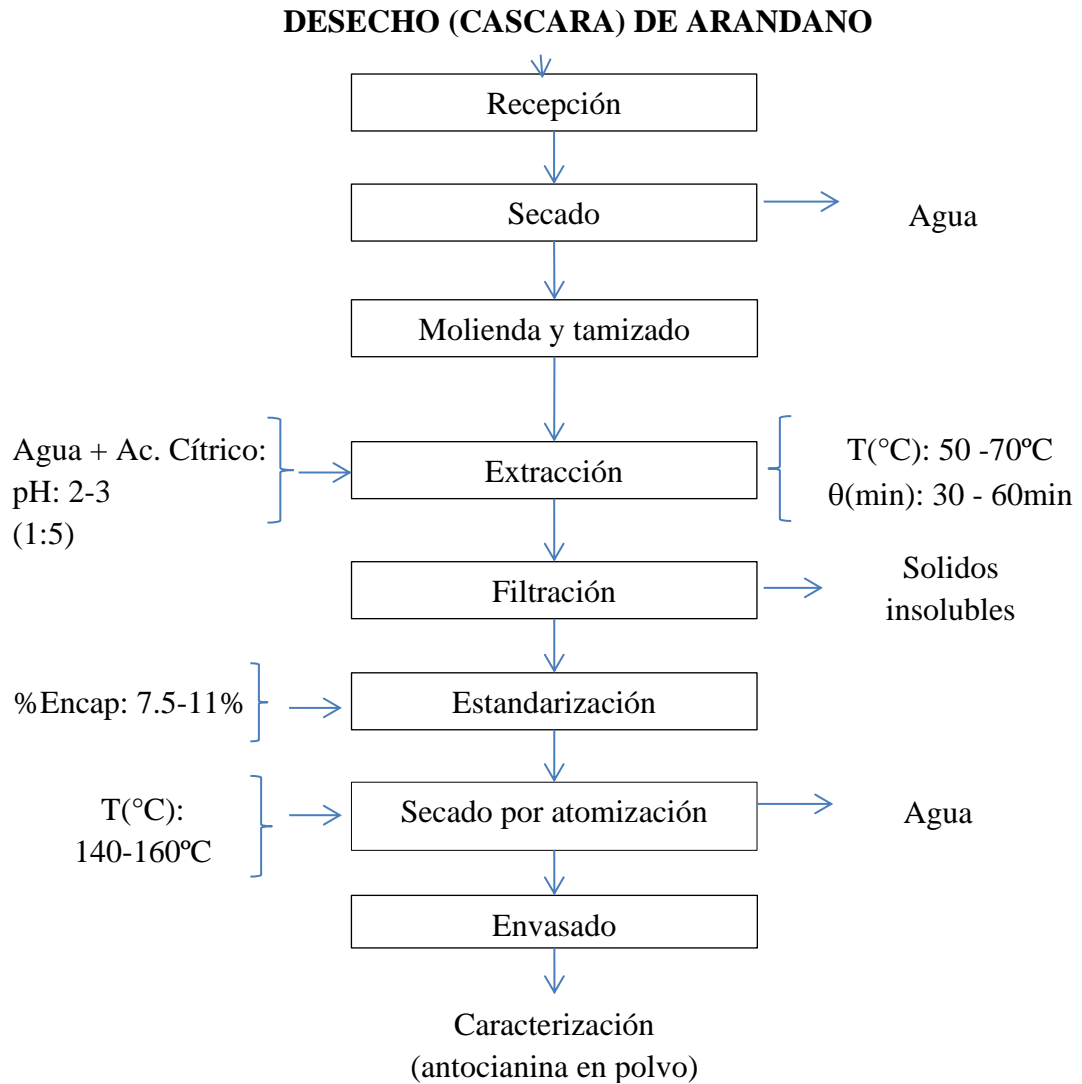 DESECHO (CASCARA) DE ARANDANO
Recepción
Secado
Agua
Molienda y tamizado
Agua + Ac. Cítrico:
pH: 2-3
(1:5)
Extracción
T(°C): 50 -70ºC
θ(min): 30 - 60min
Filtración
Solidos
insolubles
%Encap: 7.5-11%
Estandarización
T(°C):
140-160ºC
Secado por atomización
Agua
Envasado
Caracterización
(antocianina en polvo)